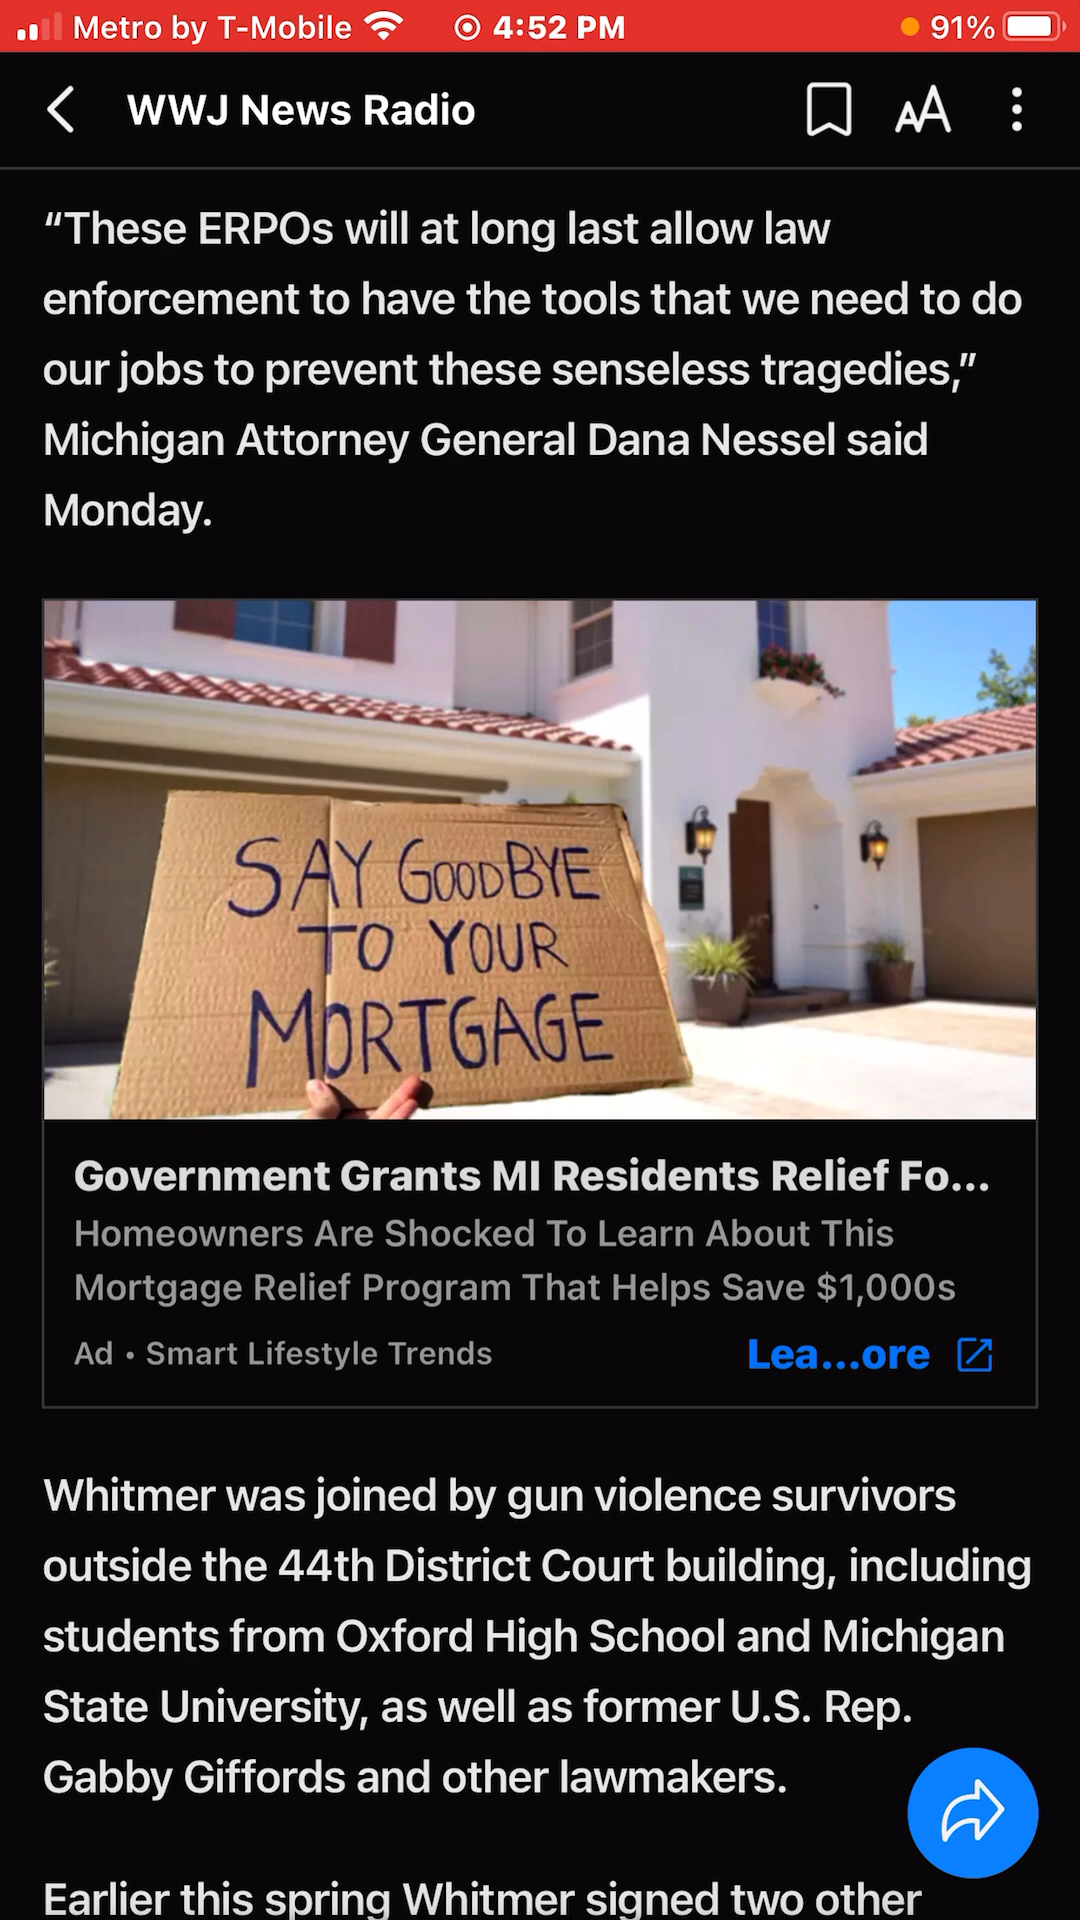 Metro by T-Mobile 4:52 PM 91%
WWJ News Radio AA
“These ERPOs will at long last allow law
enforcement to have the tools that we need to do
our jobs to prevent these senseless tragedies,”
Michigan Attorney General Dana Nessel said
Monday.
SAY GOODBYE
TO YOUR
MORTGAGE
Government Grants MI Residents Relief Fo...
Homeowners Are Shocked To Learn About This
Mortgage Relief Program That Helps Save $1,000s
Ad • Smart Lifestyle Trends Lea...ore
Whitmer was joined by gun violence survivors
outside the 44th District Court building, including
students from Oxford High School and Michigan
State University, as well as former U.S. Rep.
Gabby Giffords and other lawmakers.
Earlier this spring Whitmer signed two other